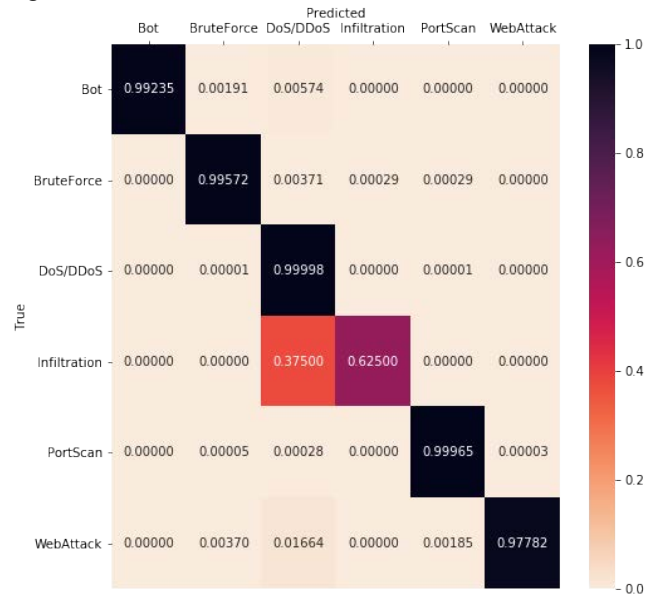 Predicted
Bot BruteForce DoS/DDoS Infiltration PortScan WebAttack
True
Bot 0.99235 0.00191 0.00574 0.00000 0.00000 0.00000
BruteForce 0.00000 0.99572 0.00371 0.00029 0.00029 0.00000
DoS/DDoS 0.00000 0.00001 0.99998 0.00000 0.00001 0.00000
Infiltration 0.00000 0.00000 0.37500 0.62500 0.00000 0.00000
PortScan 0.00000 0.00005 0.00028 0.00000 0.99965 0.00003
WebAttack 0.00000 0.00370 0.01664 0.00000 0.00185 0.97782
1.0
0.8
0.6
0.4
0.2
0.0